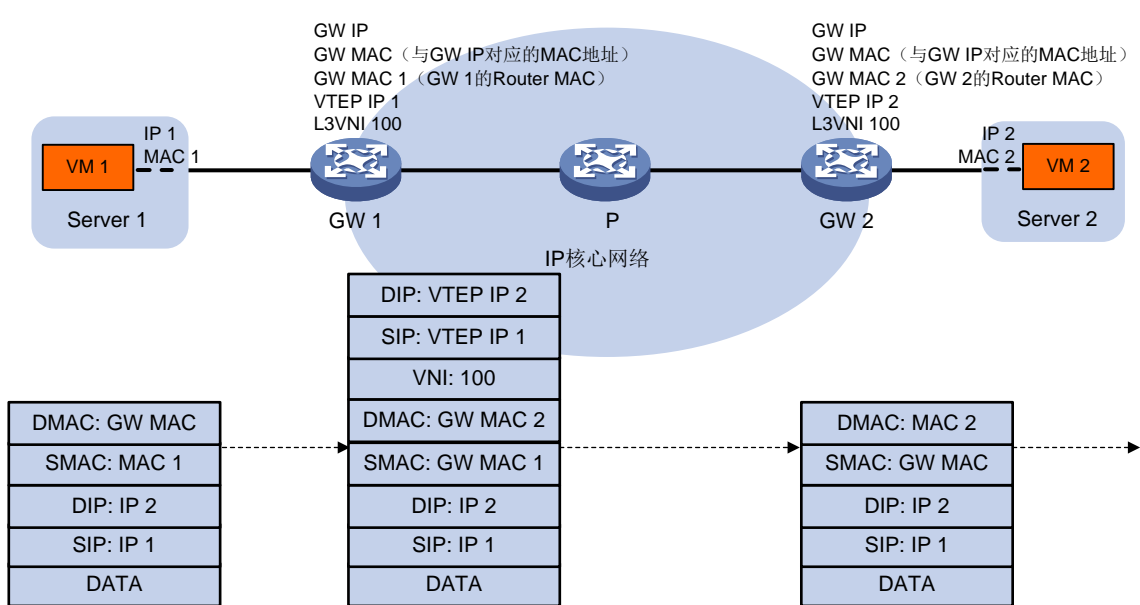 GW IP
GW MAC（与GW IP对应的MAC地址）
GW MAC 1（GW 1的Router MAC）
VTEP IP 1
L3VNI 100
GW IP
GW MAC（与GW IP对应的MAC地址）
GW MAC 2（GW 2的Router MAC）
VTEP IP 2
L3VNI 100
IP 1
MAC 1
VM 1
Server 1
GW 1
P
GW 2
IP 2
MAC 2
VM 2
Server 2
IP核心网络
DMAC: GW MAC
SMAC: MAC 1
DIP: IP 2
SIP: IP 1
DATA
DIP: VTEP IP 2
SIP: VTEP IP 1
VNI: 100
DMAC: GW MAC 2
SMAC: GW MAC 1
DIP: IP 2
SIP: IP 1
DATA
DMAC: MAC 2
SMAC: GW MAC
DIP: IP 2
SIP: IP 1
DATA